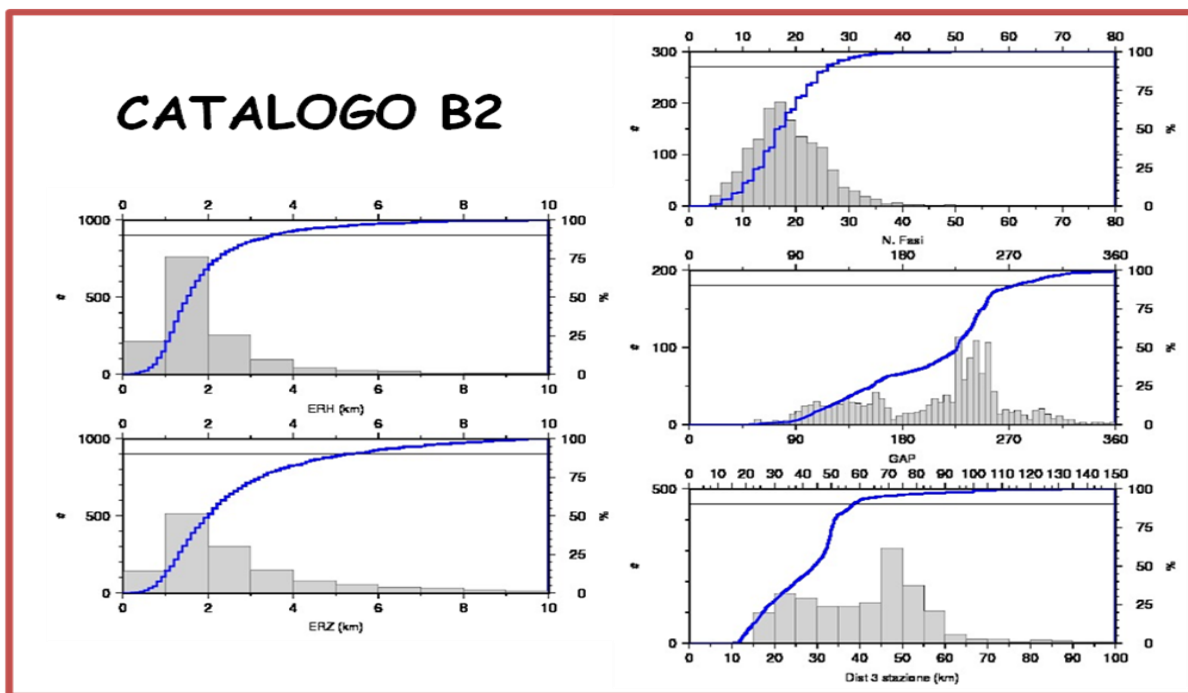 CATALOGO B2
0 2 4 6 8 10
1000 100
75
500 # % 50
25
0 0
0 2 4 6 8 10
ERH (km)
0 2 4 6 8 10
1000 100
75
500 # % 50
25
0 0
0 2 4 6 8 10
ERZ (km)
0 10 20 30 40 50 60 70 80
300 100
75
200
# % 50
100
25
0 0
0 10 20 30 40 50 60 70 80
N. Fasi
0 90 180 270 360
200 100
75
100 # % 50
25
0 0
90 180 270 360
GAP
0 10 20 30 40 50 60 70 80 90 100 110 120 130 140 150
500 100
75
# % 50
25
0 0
0 10 20 30 40 50 60 70 80 90 100
Dist 3 stazione (km)